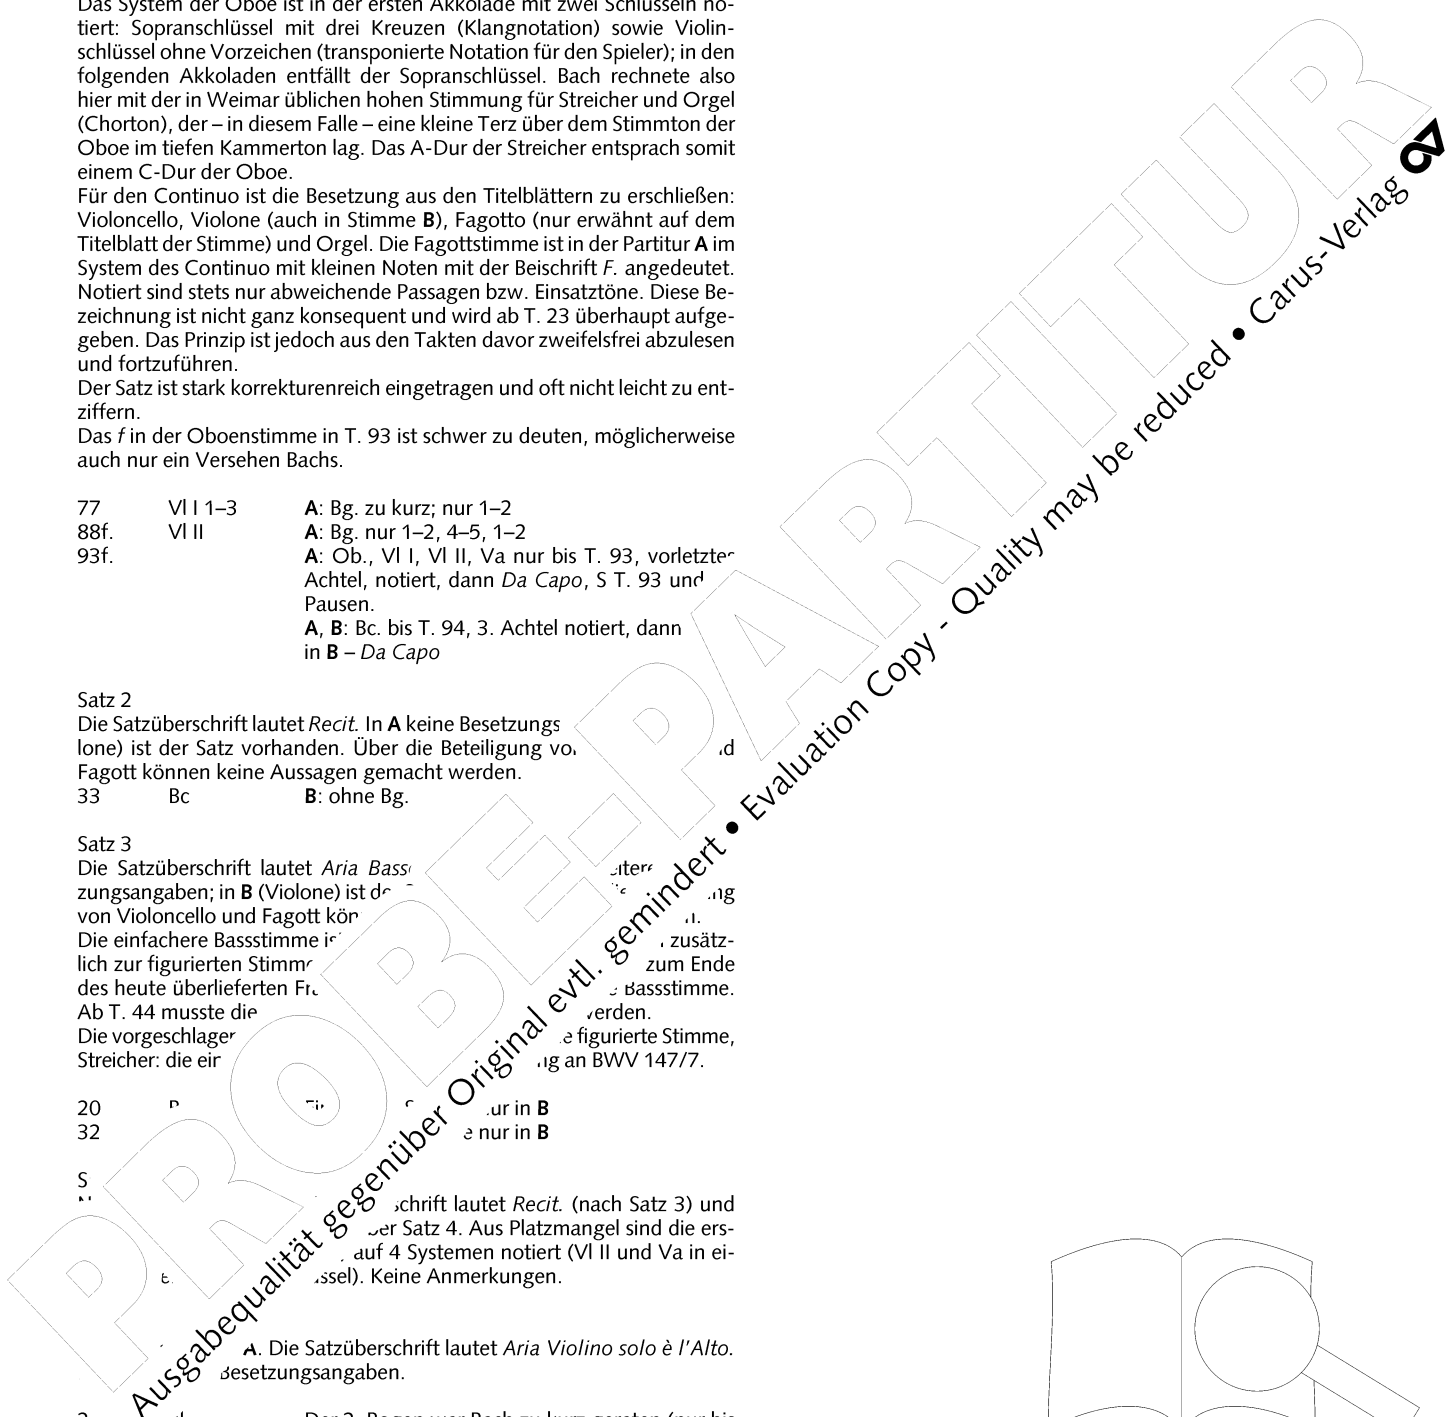 Das System der Oboe ist in der ersten Akkolade mit zwei Schlüsseln no-
tiert: Sopranschlüssel mit drei Kreuzen (Klangnotation) sowie Violin-
schlüssel ohne Vorzeichen (transponierte Notation für den Spieler); in den
folgenden Akkoladen entfällt der Sopranschlüssel. Bach rechnete also
hier mit der in Weimar üblichen hohen Stimmung für Streicher und Orgel
(Chorton), der – in diesem Falle – eine kleine Terz über dem Stimmton der
Oboe im tiefen Kammerton lag. Das A-Dur der Streicher entsprach somit
einem C-Dur der Oboe.
Für den Continuo ist die Besetzung aus den Titelblättern zu erschließen:
Violoncello, Violone (auch in Stimme B), Fagotto (nur erwähnt auf dem
Titelblatt der Stimme) und Orgel. Die Fagottstimme ist in der Partitur A im
System des Continuo mit kleinen Noten mit der Beischrift F. angedeutet.
Notiert sind stets nur abweichende Passagen bzw. Einsatztöne. Diese Be-
zeichnung ist nicht ganz konsequent und wird ab T. 23 überhaupt aufge-
geben. Das Prinzip ist jedoch aus den Takten davor zweifelsfrei abzulesen
und fortzuführen.
Der Satz ist stark korrekturenreich eingetragen und oft nicht leicht zu ent-
ziffern.
Das f in der Oboenstimme in T. 93 ist schwer zu deuten, möglicherweise
auch nur ein Versehen Bachs.
77 Vl I 1–3 A: Bg. zu kurz; nur 1–2
88f. Vl II A: Bg. nur 1–2, 4–5, 1–2
93f. A: Ob., Vl I, Vl II, Va nur bis T. 93, vorletztes
Achtel, notiert, dann Da Capo, S T. 93 und
Pausen.
A, B: Bc. bis T. 94, 3. Achtel notiert, dann
in B – Da Capo
Satz 2
Die Satzüberschrift lautet Recit. In A keine
lone) ist der Satz vorhanden. Über die Beteiligung
Fagott können keine Aussagen gemacht werden.
33 Bc B: ohne Bg.
Satz 3
Die Satzüberschrift lautet Aria
zungsangaben; in B (Violone) ist
von Violoncello und Fagott
Die einfachere Bassstimme zusätz-
lich zur figurierten zum Ende
des heute überlieferten Bassstimme.
Ab T. 44 musste die
Die figurierte Stimme,
Streicher: die an BWV 147/7.
20 nur in B
32 nur in B
lautet Recit. (nach Satz 3) und
Satz 4. Aus Platzmangel sind die ers-
auf 4 Systemen notiert (Vl II und Va in ei-
Keine Anmerkungen.
A. Die Satzüberschrift lautet Aria Violino solo è l'Alto.
Besetzungsangaben.
PROBE-PARTITUR
Ausgabequalität gegenüber Original evtl. gemindert • Evaluation Copy - Quality may be reduced • Carus-Verlag